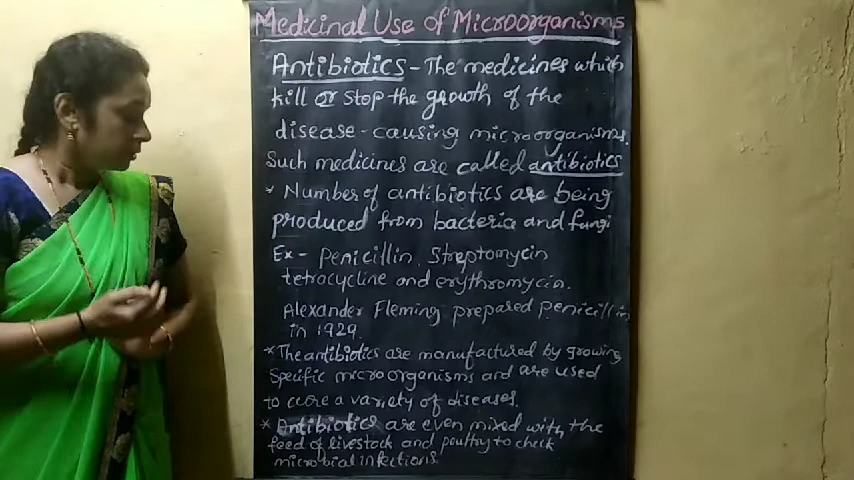 Medicinal Use of Microorganisms
Antibiotics - The medicines which
kill or stop the growth of the
disease - causing microorganisms.
Such medicines are called antibiotics
* Number of antibiotics are being
produced from bacteria and fungi
Ex - Penicillin, Streptomycin
tetrocycline and erythromycin.
Alexander Fleming prepared penicillin
in 1929.
* The antibiotics are manufactured by growing
Specific microorganisms and are used
to cure a variety of diseases.
* Antibiotics are even mixed with the
feed of livestock and poultry to check
microbial infections.